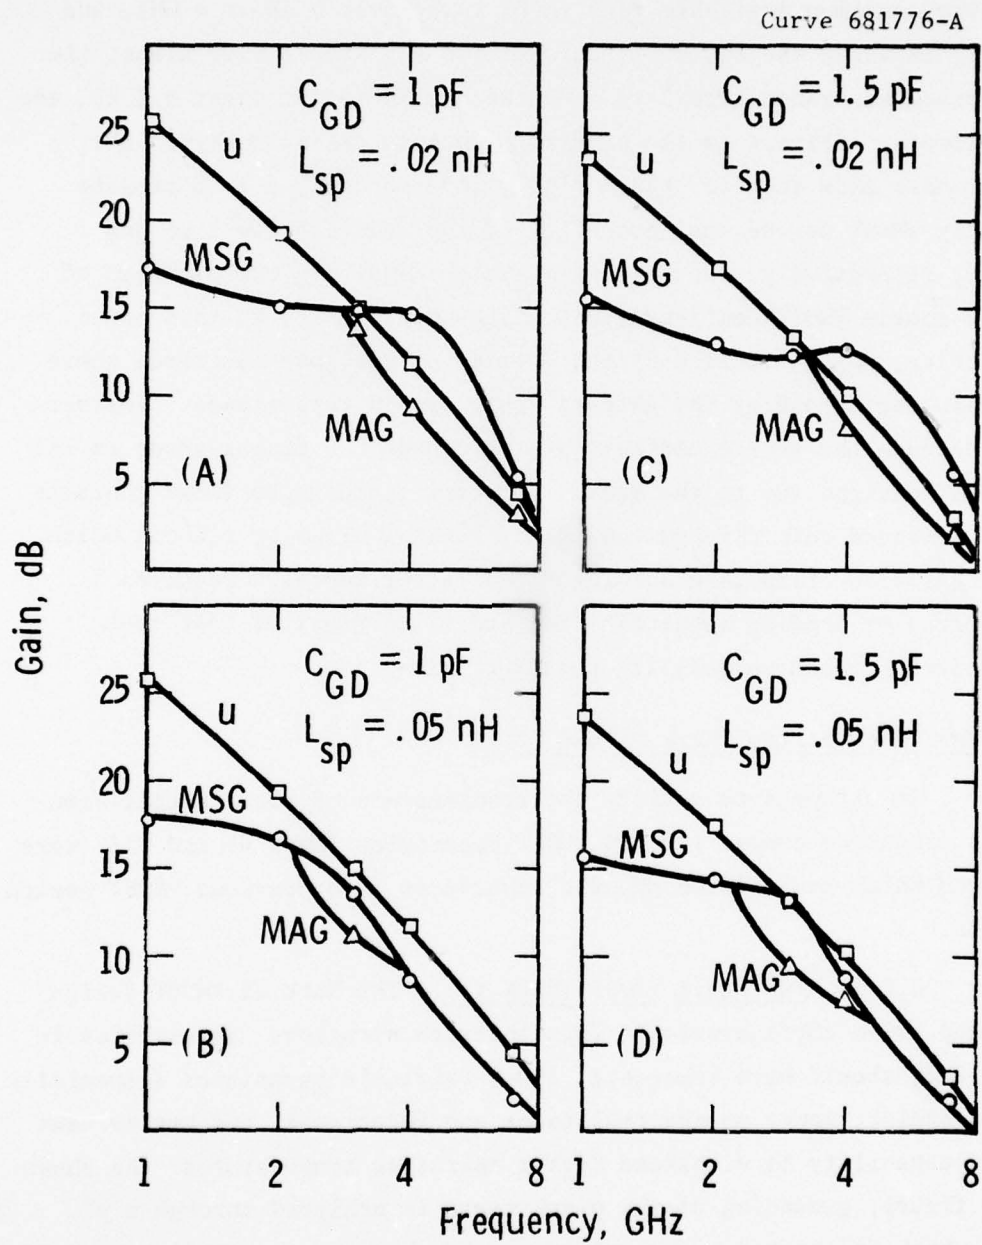 Curve 681776-A
C_GD = 1 pF
L_sp = .02 nH
u
MSG
MAG
(A)
25
20
15
10
5
C_GD = 1.5 pF
L_sp = .02 nH
u
MSG
MAG
(C)
Gain, dB
C_GD = 1 pF
L_sp = .05 nH
u
MSG
MAG
(B)
25
20
15
10
5
C_GD = 1.5 pF
L_sp = .05 nH
u
MSG
MAG
(D)
1 2 4 8 1 2 4 8
Frequency, GHz